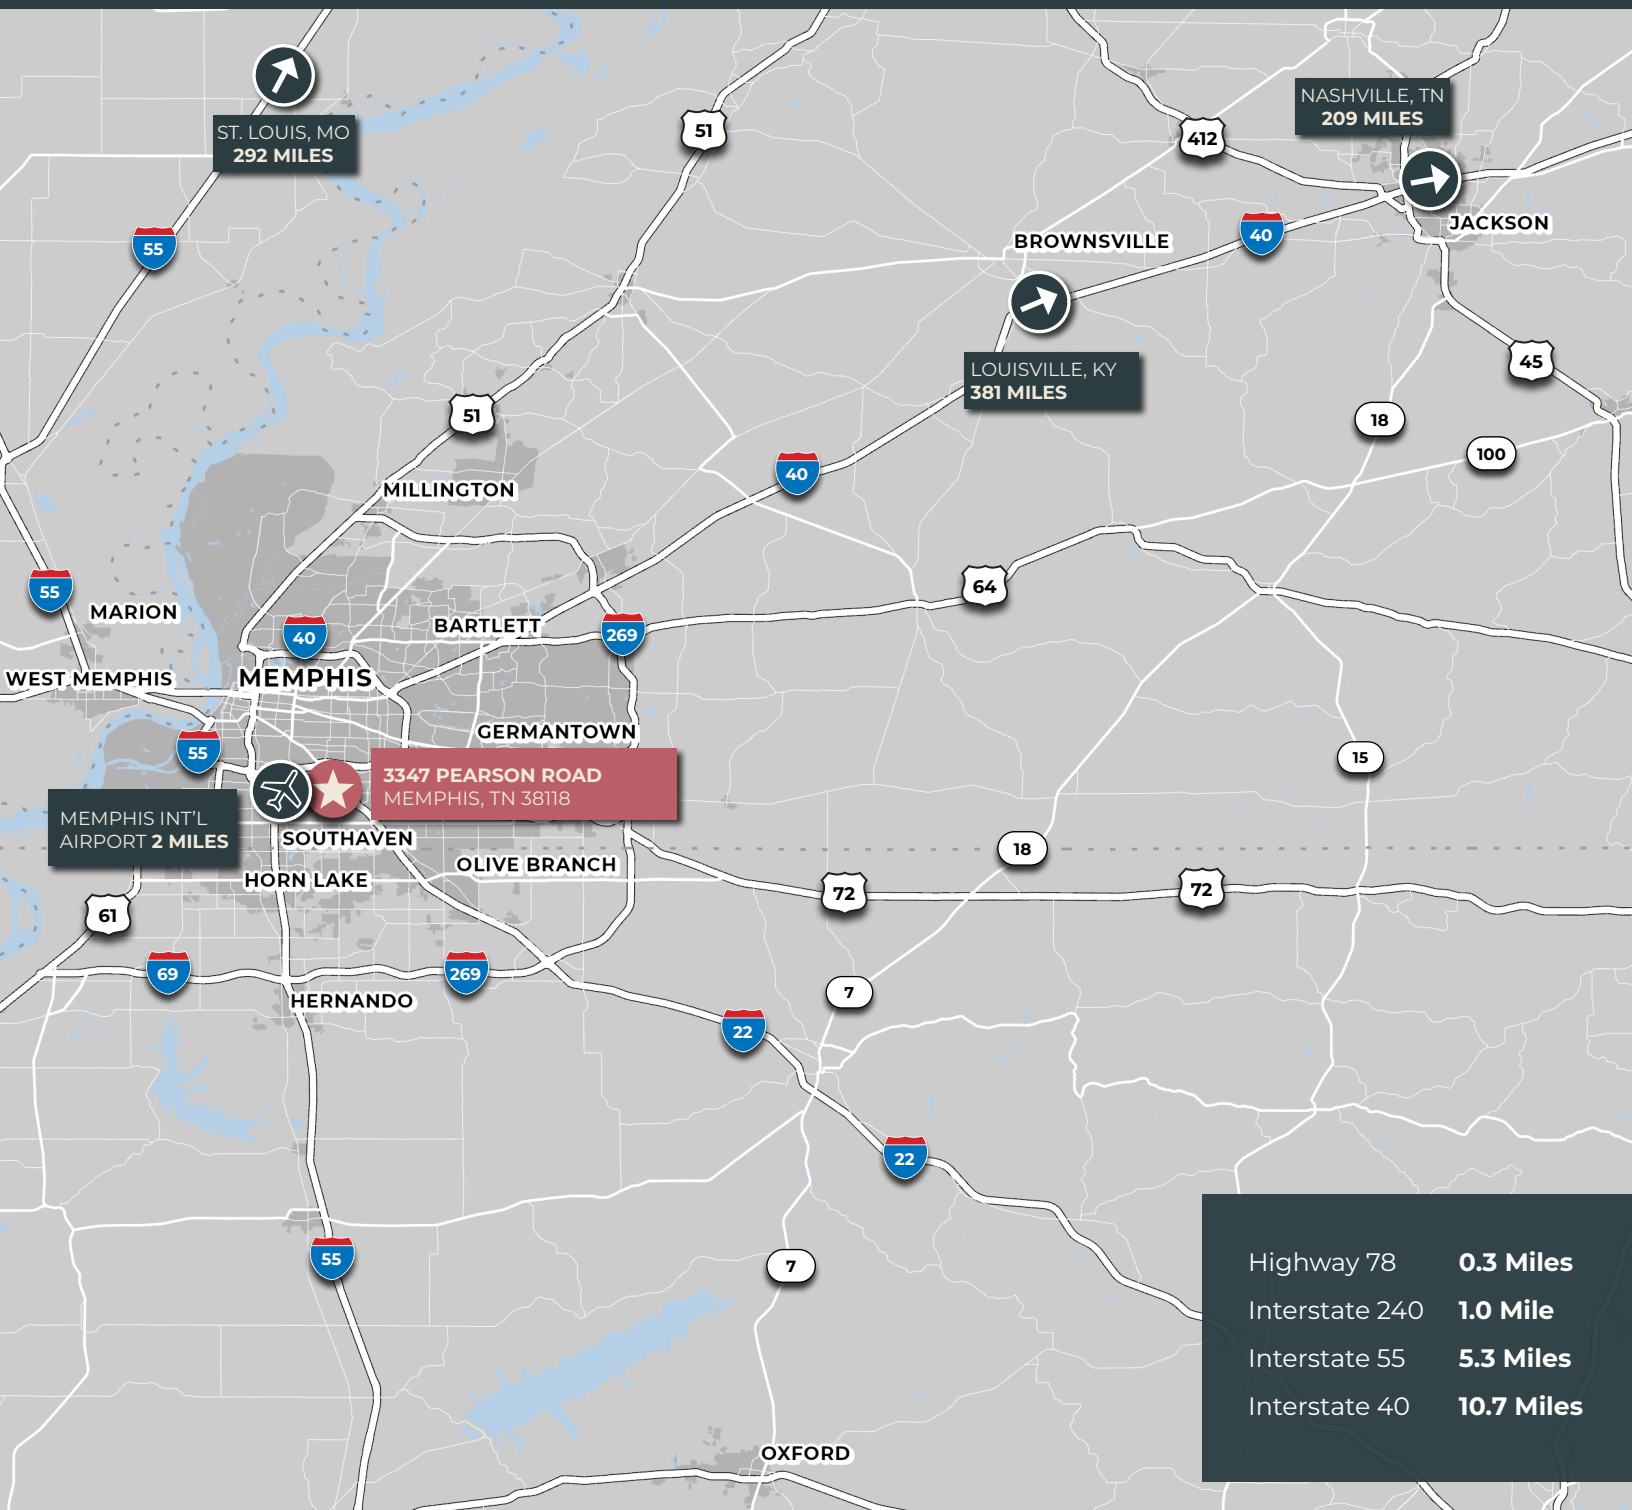 NASHVILLE, TN
209 MILES
ST. LOUIS, MO
292 MILES
51
412
JACKSON
55
40
BROWNSVILLE
45
LOUISVILLE, KY
381 MILES
51
18
100
40
MILLINGTON
64
55
MARION
40
BARTLETT
269
WEST MEMPHIS
MEMPHIS
GERMANTOWN
55
15
3347 PEARSON ROAD
MEMPHIS, TN 38118
MEMPHIS INT'L
AIRPORT 2 MILES
SOUTHAVEN
18
OLIVE BRANCH
HORN LAKE
72
72
61
69
269
7
HERNANDO
22
22
55
7
Highway 78 0.3 Miles
Interstate 240 1.0 Mile
Interstate 55 5.3 Miles
Interstate 40 10.7 Miles
OXFORD